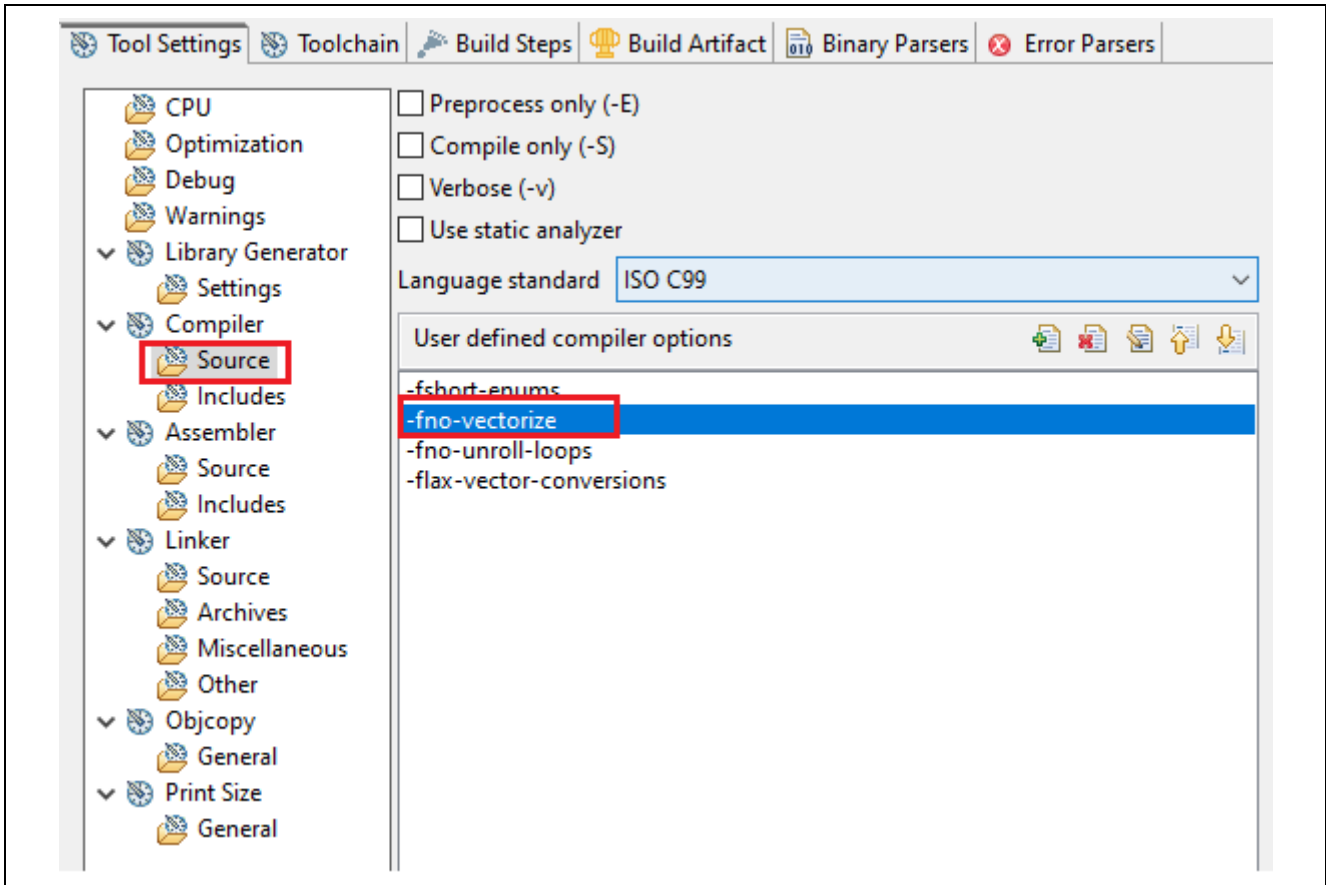 Tool Settings Toolchain Build Steps Build Artifact Binary Parsers Error Parsers
CPU
Optimization
Debug
Warnings
Library Generator
Settings
Compiler
Source
Includes
Assembler
Source
Includes
Linker
Source
Archives
Miscellaneous
Other
Objcopy
General
Print Size
General
Preprocess only (-E)
Compile only (-S)
Verbose (-v)
Use static analyzer
Language standard ISO C99
User defined compiler options
-fshort-enums
-fno-vectorize
-fno-unroll-loops
-flax-vector-conversions